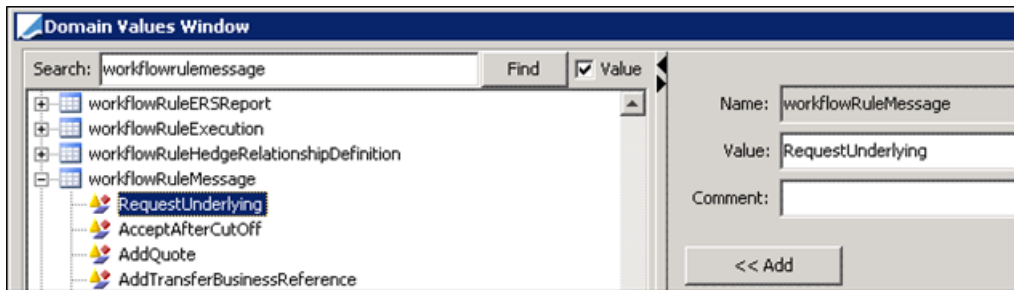 Domain Values Window
Search: workflowrulemessage Find Value
workflowRuleERSReport
workflowRuleExecution
workflowRuleHedgeRelationshipDefinition
workflowRuleMessage
RequestUnderlying
AcceptAfterCutOff
AddQuote
AddTransferBusinessReference
Name: workflowRuleMessage
Value: RequestUnderlying
Comment:
<< Add